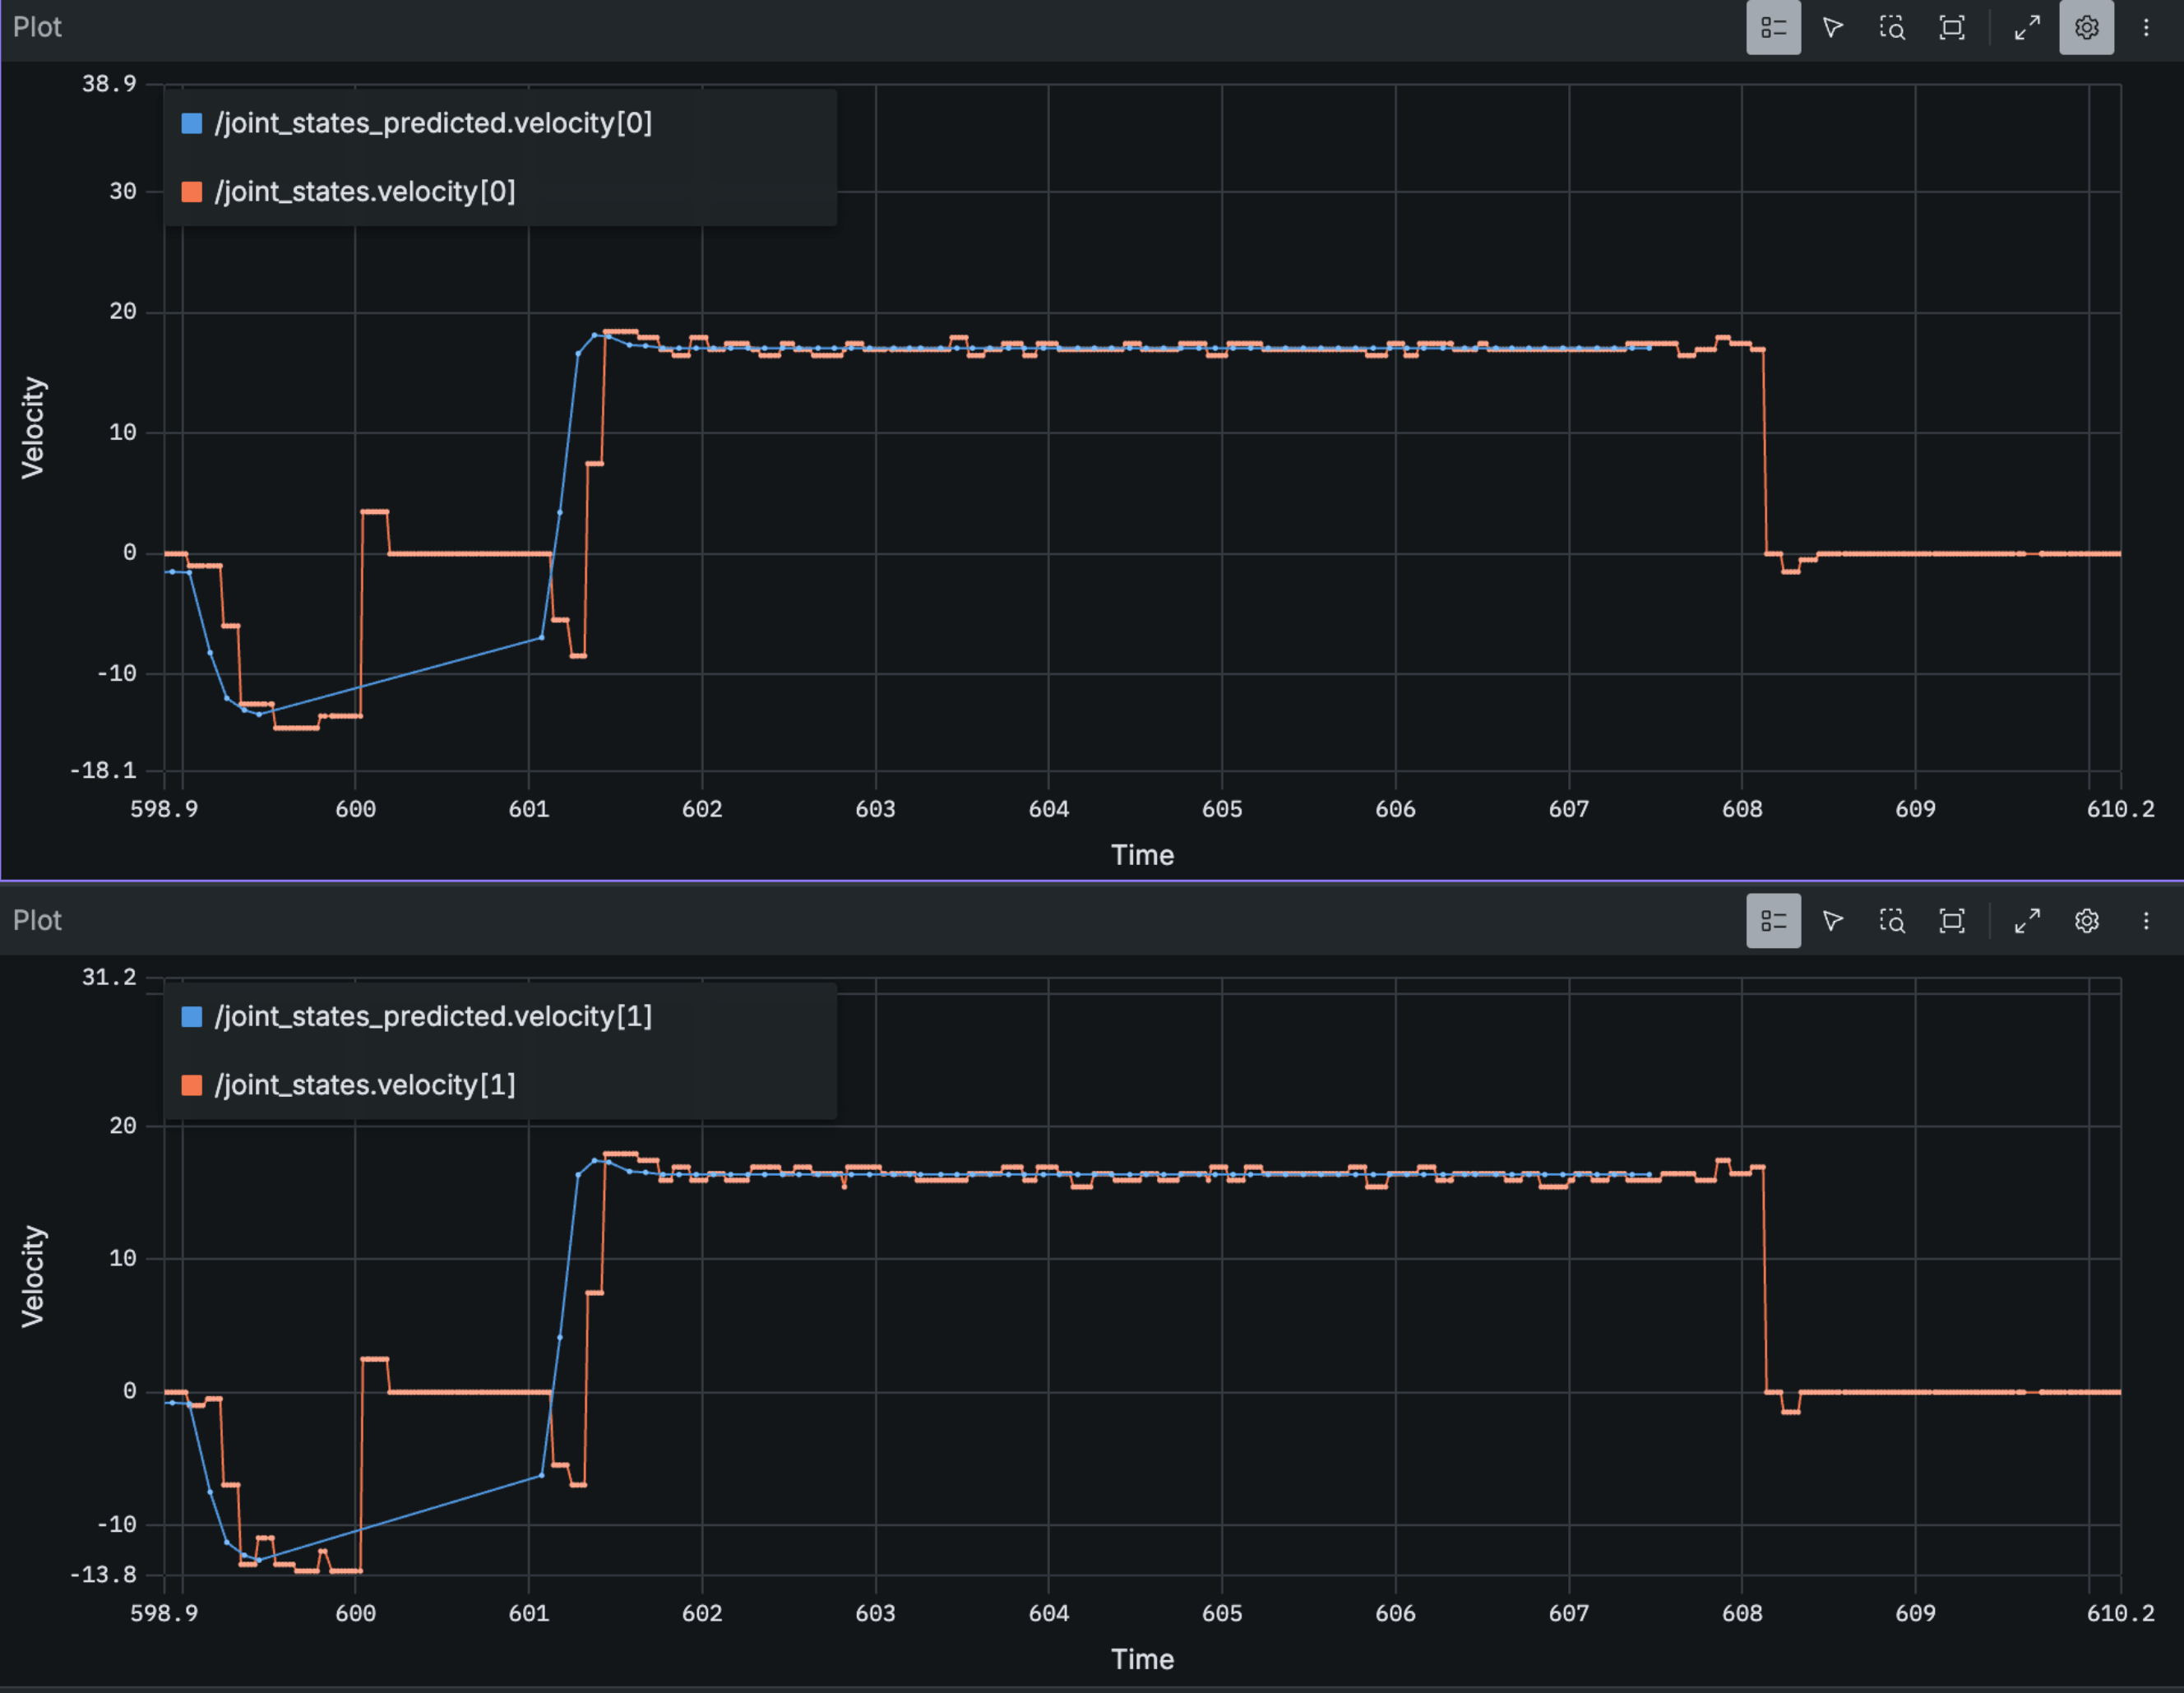 Plot
38.9
/joint_states_predicted.velocity[0]
30
/joint_states.velocity[0]
20
10
0
-10
-18.1
Velocity
598.9 600 601 602 603 604 605 606 607 608 609 610.2
Time
Plot
31.2
/joint_states_predicted.velocity[1]
/joint_states.velocity[1]
20
10
0
-10
-13.8
Velocity
598.9 600 601 602 603 604 605 606 607 608 609 610.2
Time